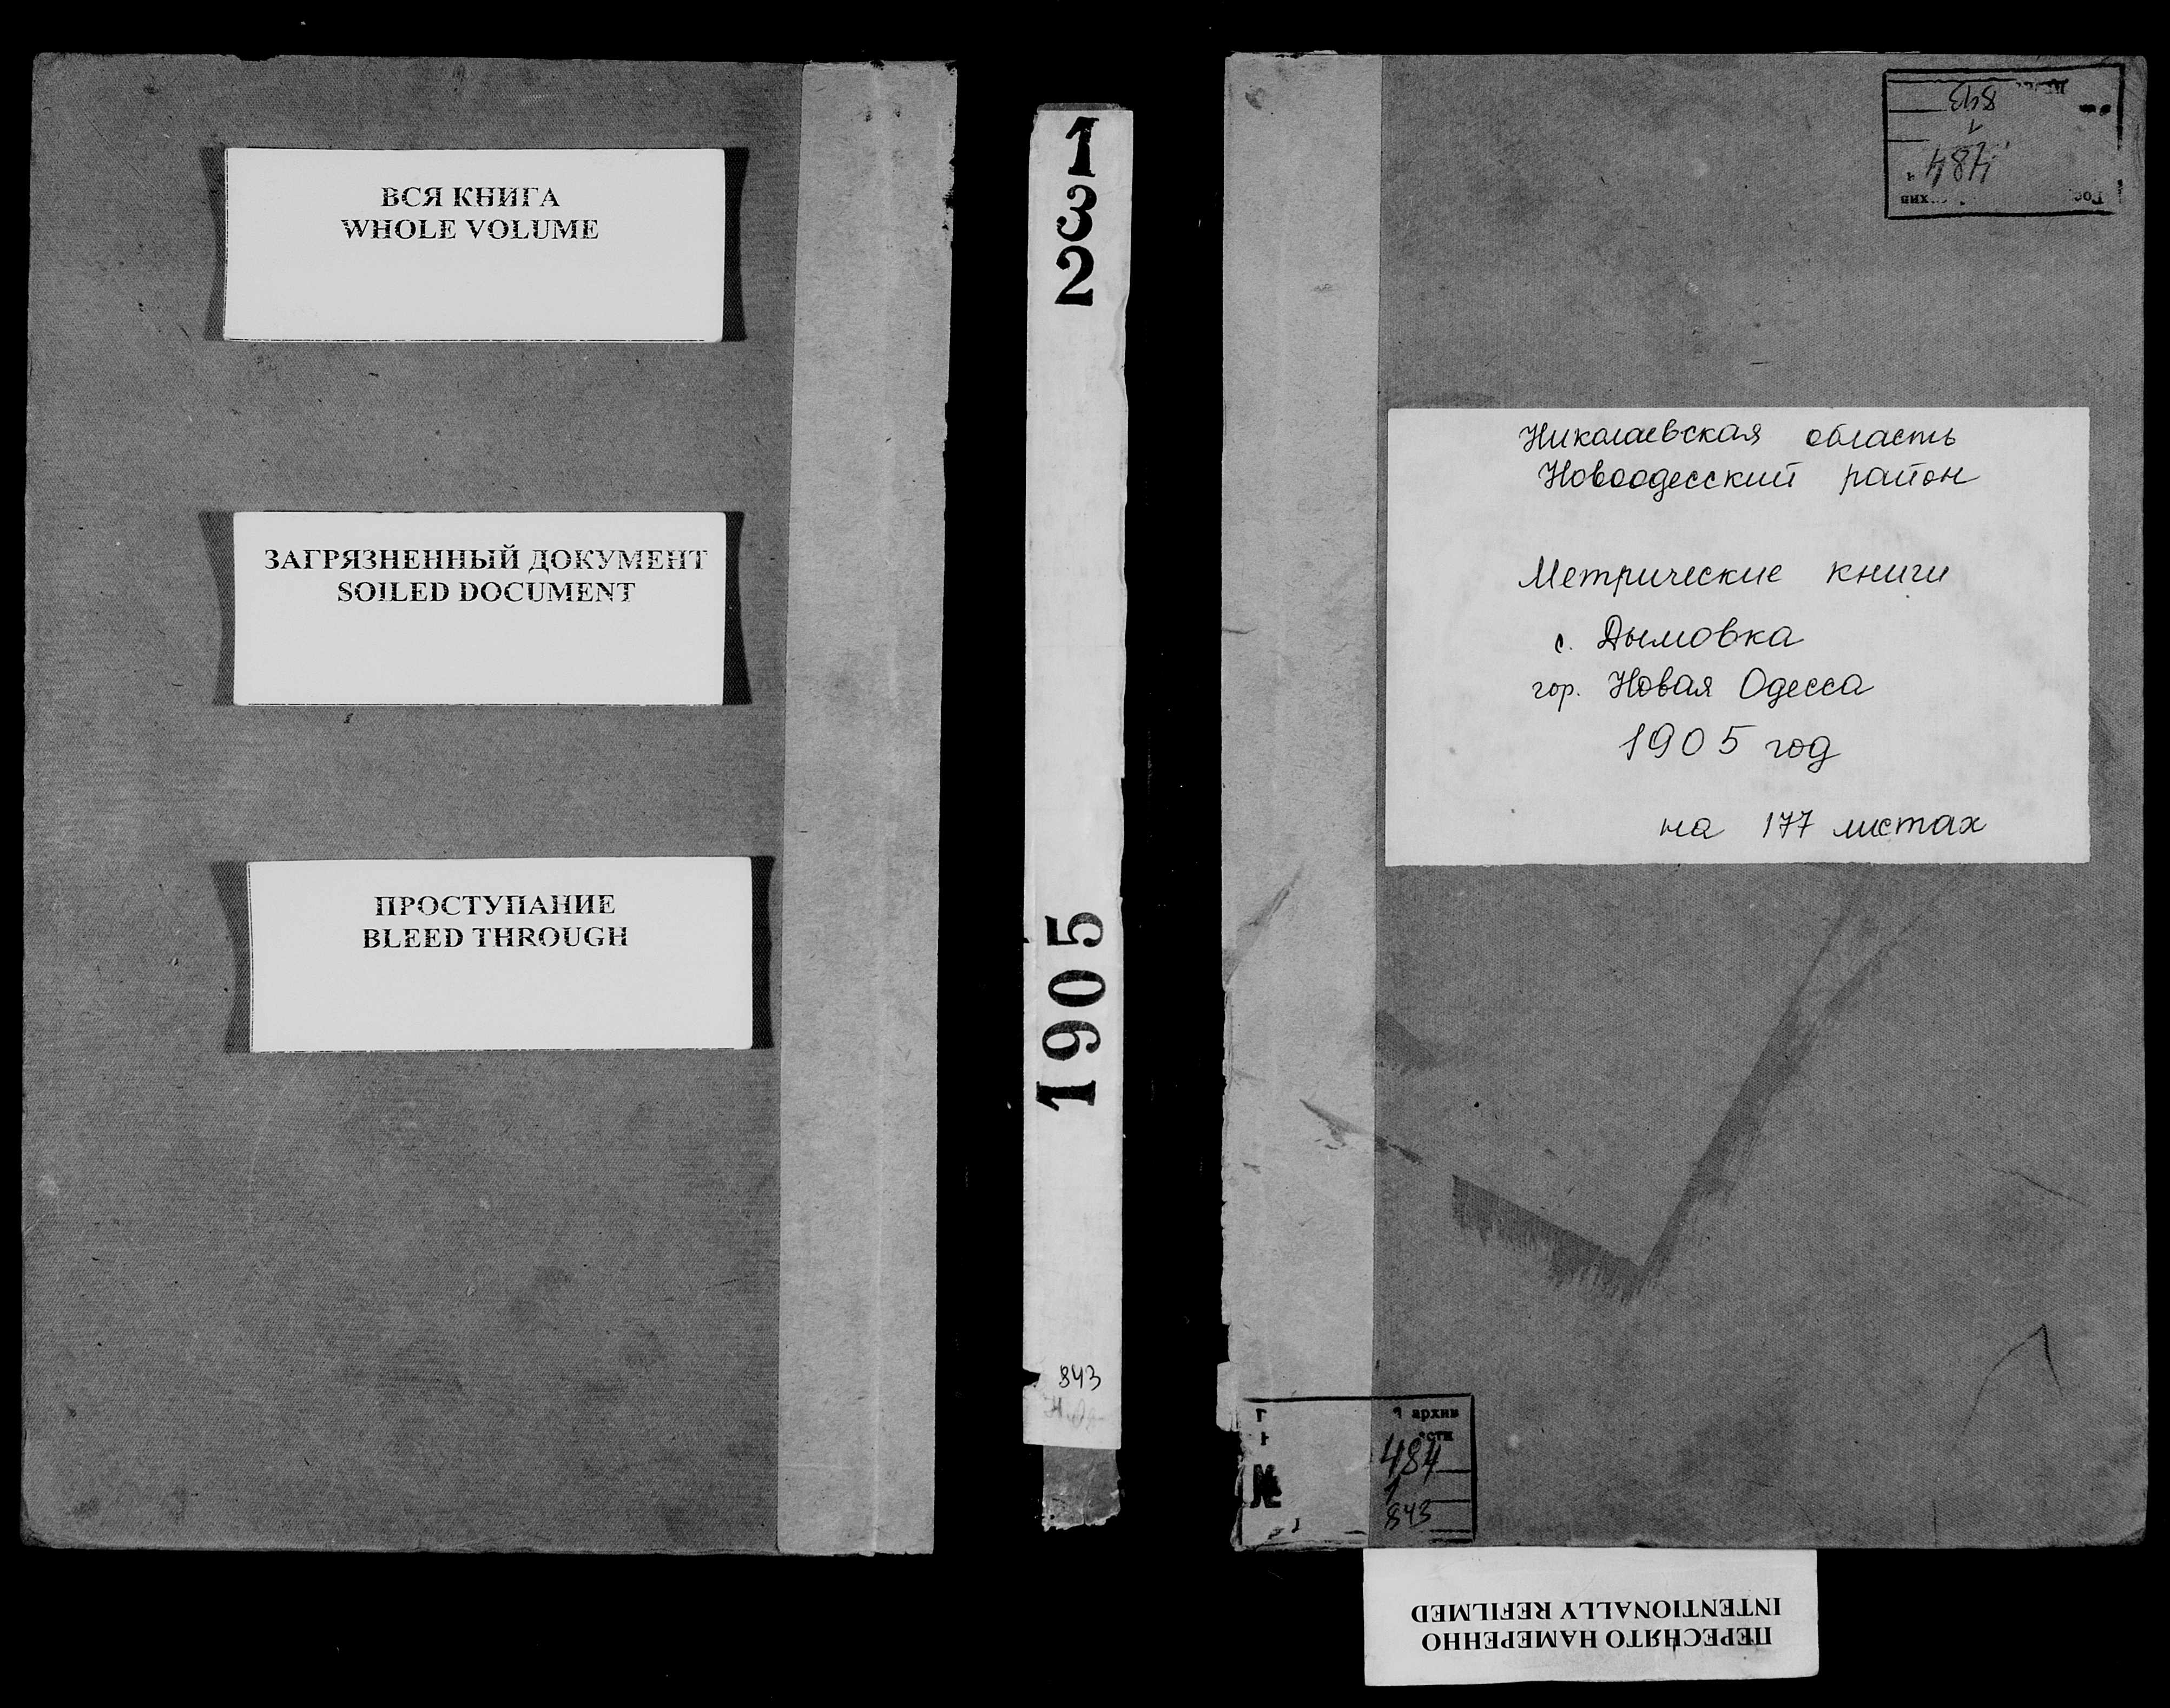 ВСЯ КНИГА
WHOLE VOLUME
ЗАГРЯЗНЕННЫЙ ДОКУМЕНТ
SOILED DOCUMENT
ПРОСТУПАНИЕ
BLEED THROUGH
132
1905
843
843
1
484
Николаевская область
Новоодесский район
Метрические книги
с. Дымовка
гор. Новая Одесса
1905 год
на 177 листах
архив
484
№ 1
843
ПЕРЕСНЯТО НАМЕРЕННО
INTENTIONALLY REFILMED